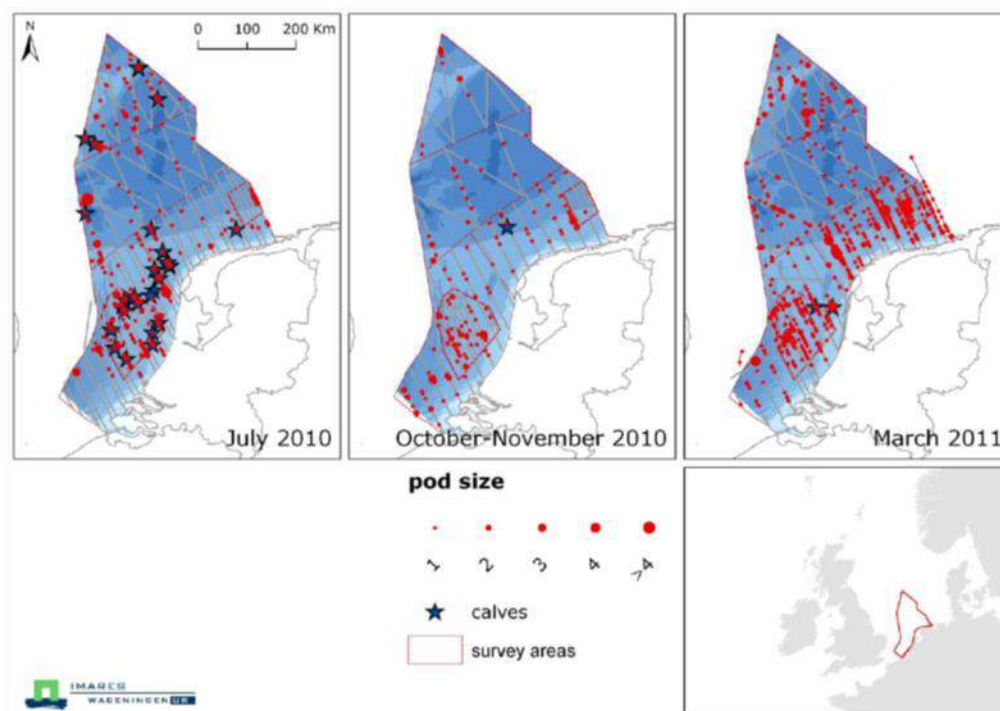 N
0 100 200 Km
July 2010
October-November 2010
March 2011
pod size
1 2 3 4 >4
calves
survey areas
IMARES
WAGENINGEN UR